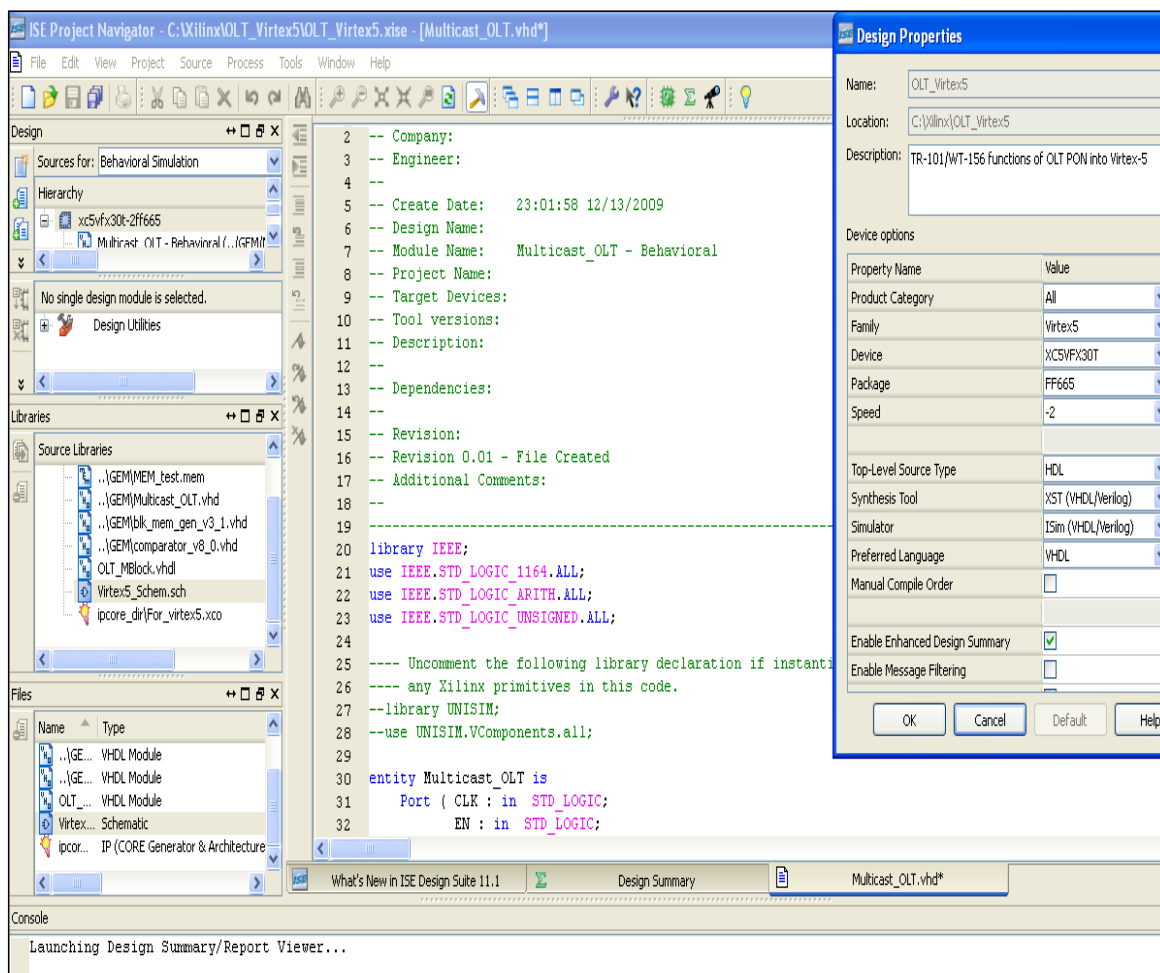 ISE Project Navigator - C:\Xilinx\OLT_Virtex5\OLT_Virtex5.xise - [Multicast_OLT.vhd*]
File Edit View Project Source Process Tools Window Help
Design
Sources for: Behavioral Simulation
Hierarchy
xc5vfx30t-2ff665
Multicast_OLT - Behavioral (../GEM/
No single design module is selected.
Design Utilities
Libraries
Source Libraries
..\GEM\MEM_test.mem
..\GEM\Multicast_OLT.vhd
..\GEM\blk_mem_gen_v3_1.vhd
..\GEM\comparator_v8_0.vhd
OLT_MBlock.vhdl
Virtex5_Schem.sch
ipcore_dir\For_virtex5.xco
Files
Name Type
..\GE... VHDL Module
..\GE... VHDL Module
OLT_... VHDL Module
Virtex... Schematic
ipcor... IP (CORE Generator & Architecture
2 -- Company:
3 -- Engineer:
4 --
5 -- Create Date: 23:01:58 12/13/2009
6 -- Design Name:
7 -- Module Name: Multicast_OLT - Behavioral
8 -- Project Name:
9 -- Target Devices:
10 -- Tool versions:
11 -- Description:
12 --
13 -- Dependencies:
14 --
15 -- Revision:
16 -- Revision 0.01 - File Created
17 -- Additional Comments:
18 --
19 ------------------------------------------------------------
20 library IEEE;
21 use IEEE.STD_LOGIC_1164.ALL;
22 use IEEE.STD_LOGIC_ARITH.ALL;
23 use IEEE.STD_LOGIC_UNSIGNED.ALL;
24
25 ---- Uncomment the following library declaration if instanti
26 ---- any Xilinx primitives in this code.
27 --library UNISIM;
28 --use UNISIM.VComponents.all;
29
30 entity Multicast_OLT is
31 Port ( CLK : in STD_LOGIC;
32 EN : in STD_LOGIC;
What's New in ISE Design Suite 11.1
Design Summary
Multicast_OLT.vhd*
Console
Launching Design Summary/Report Viewer...
Design Properties
Name: OLT_Virtex5
Location: C:\Xilinx\OLT_Virtex5
Description: TR-101/WT-156 functions of OLT PON into Virtex-5
Device options
Property Name Value
Product Category All
Family Virtex5
Device XC5VFX30T
Package FF665
Speed -2
Top-Level Source Type HDL
Synthesis Tool XST (VHDL/Verilog)
Simulator ISim (VHDL/Verilog)
Preferred Language VHDL
Manual Compile Order
Enable Enhanced Design Summary
Enable Message Filtering
OK Cancel Default Help